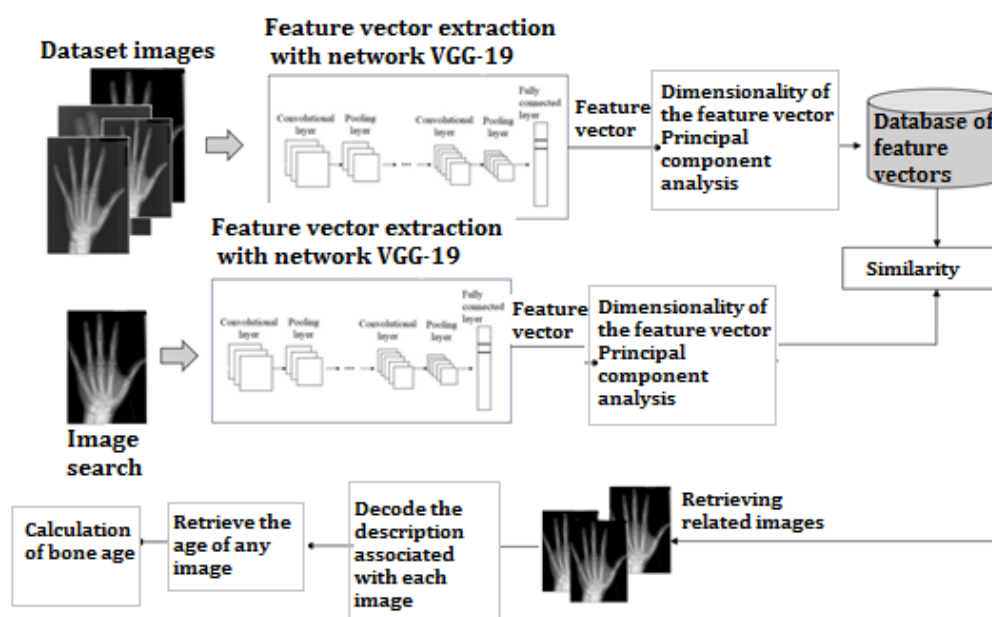 Dataset images
Feature vector extraction
with network VGG-19
Convolutional
layer
Pooling
layer
Convolutional
layer
Pooling
layer
Fully
connected
layer
Feature
vector
Dimensionality of
the feature vector
Principal
component
analysis
Database of
feature
vectors
Similarity
Feature vector extraction
with network VGG-19
Convolutional
layer
Pooling
layer
Convolutional
layer
Pooling
layer
Fully
connected
layer
Feature
vector
Dimensionality of
the feature vector
Principal
component
analysis
Image
search
Retrieving
related images
Decode the
description
associated
with each
image
Retrieve the
age of any
image
Calculation
of bone age